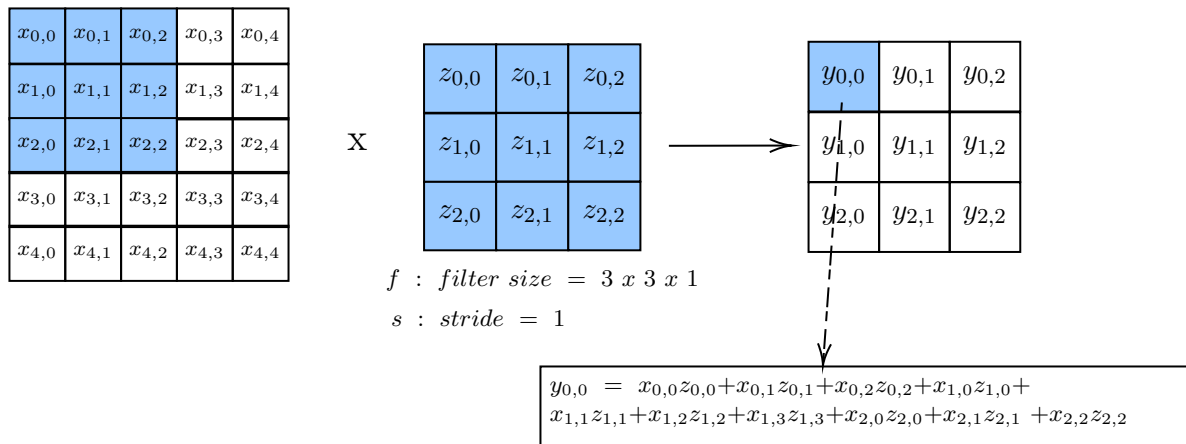 x0,0 x0,1 x0,2 x0,3 x0,4
x1,0 x1,1 x1,2 x1,3 x1,4
x2,0 x2,1 x2,2 x2,3 x2,4
x3,0 x3,1 x3,2 x3,3 x3,4
x4,0 x4,1 x4,2 x4,3 x4,4
X
z0,0 z0,1 z0,2
z1,0 z1,1 z1,2
z2,0 z2,1 z2,2
f : filter size = 3 x 3 x 1
s : stride = 1
y0,0 y0,1 y0,2
y1,0 y1,1 y1,2
y2,0 y2,1 y2,2
y0,0 = x0,0z0,0+x0,1z0,1+x0,2z0,2+x1,0z1,0+
x1,1z1,1+x1,2z1,2+x1,3z1,3+x2,0z2,0+x2,1z2,1 +x2,2z2,2